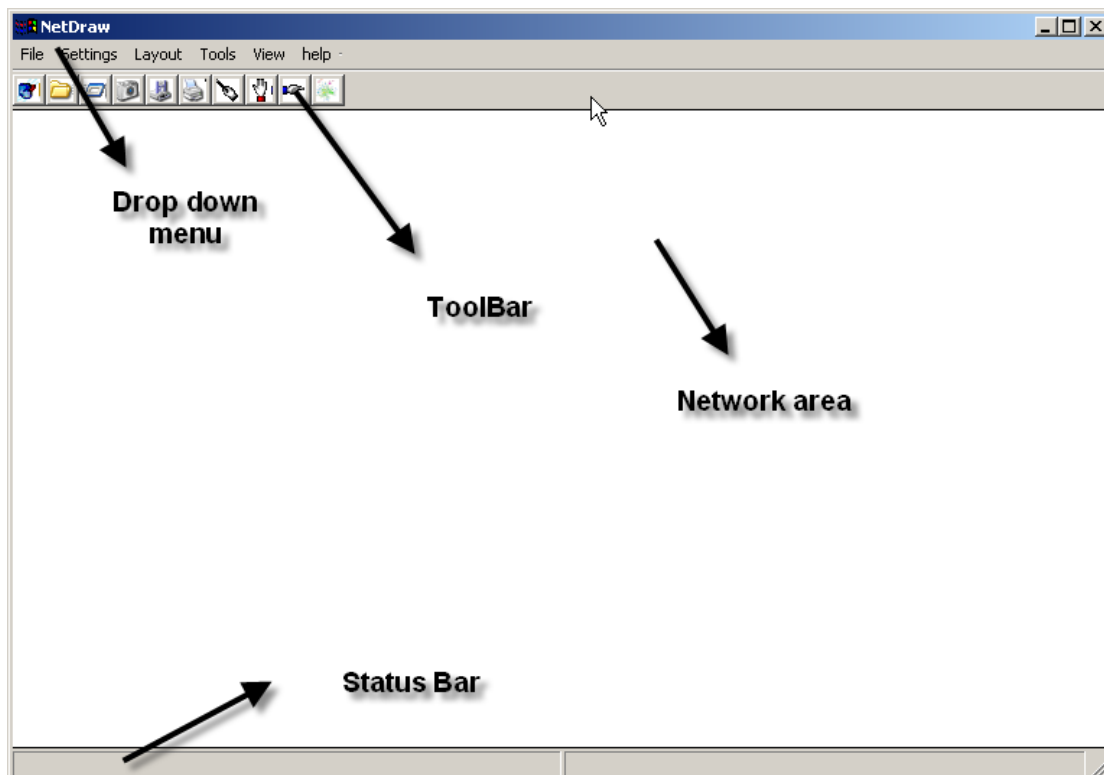 NetDraw
File Settings Layout Tools View help
Drop down
menu
ToolBar
Network area
Status Bar